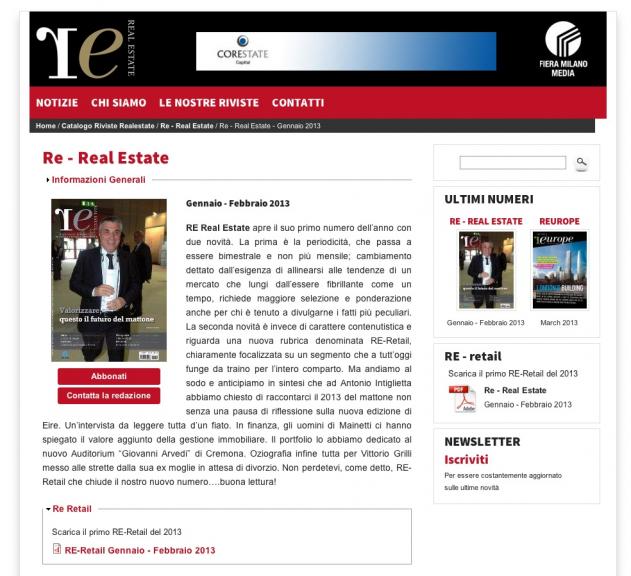 re
REAL ESTATE
CORESTATE
Capital
FIERA MILANO
MEDIA
NOTIZIE CHI SIAMO LE NOSTRE RIVISTE CONTATTI
Home / Catalogo Riviste Realestate / Re - Real Estate / Re - Real Estate - Gennaio 2013
Re - Real Estate
Informazioni Generali
re
Valorizzare,
questo il futuro del mattone
Abbonati
Contatta la redazione
Gennaio - Febbraio 2013
RE Real Estate apre il suo primo numero dell'anno con
due novità. La prima è la periodicità, che passa a
essere bimestrale e non più mensile; cambiamento
dettato dall'esigenza di allinearsi alle tendenze di un
mercato che lungi dall'essere fibrillante come un
tempo, richiede maggiore selezione e ponderazione
anche per chi è tenuto a divulgarne i fatti più peculiari.
La seconda novità è invece di carattere contenutistica e
riguarda una nuova rubrica denominata RE-Retail,
chiaramente focalizzata su un segmento che a tutt'oggi
funge da traino per l'intero comparto. Ma andiamo al
sodo e anticipiamo in sintesi che ad Antonio Intiglietta
abbiamo chiesto di raccontarci il 2013 del mattone non
senza una pausa di riflessione sulla nuova edizione di
Eire. Un'intervista da leggere tutta d'un fiato. In finanza, gli uomini di Mainetti ci hanno
spiegato il valore aggiunto della gestione immobiliare. Il portfolio lo abbiamo dedicato al
nuovo Auditorium "Giovanni Arvedi" di Cremona, Oziografia infine tutta per Vittorio Grilli
messo alle strette dalla sua ex moglie in attesa di divorzio. Non perdetevi, come detto, RE-
Retail che chiude il nostro nuovo numero….buona lettura!
Re Retail
Scarica il primo RE-Retail del 2013
RE-Retail Gennaio - Febbraio 2013
ULTIMI NUMERI
RE - REAL ESTATE REUROPE
re
questo il futuro del mattone
reurope
Gennaio - Febbraio 2013 March 2013
RE - retail
Scarica il primo RE-Retail del 2013
PDF
Adobe
Re - Real Estate
Gennaio - Febbraio 2013
NEWSLETTER
Iscriviti
Per essere costantemente aggiornato
sulle ultime novità